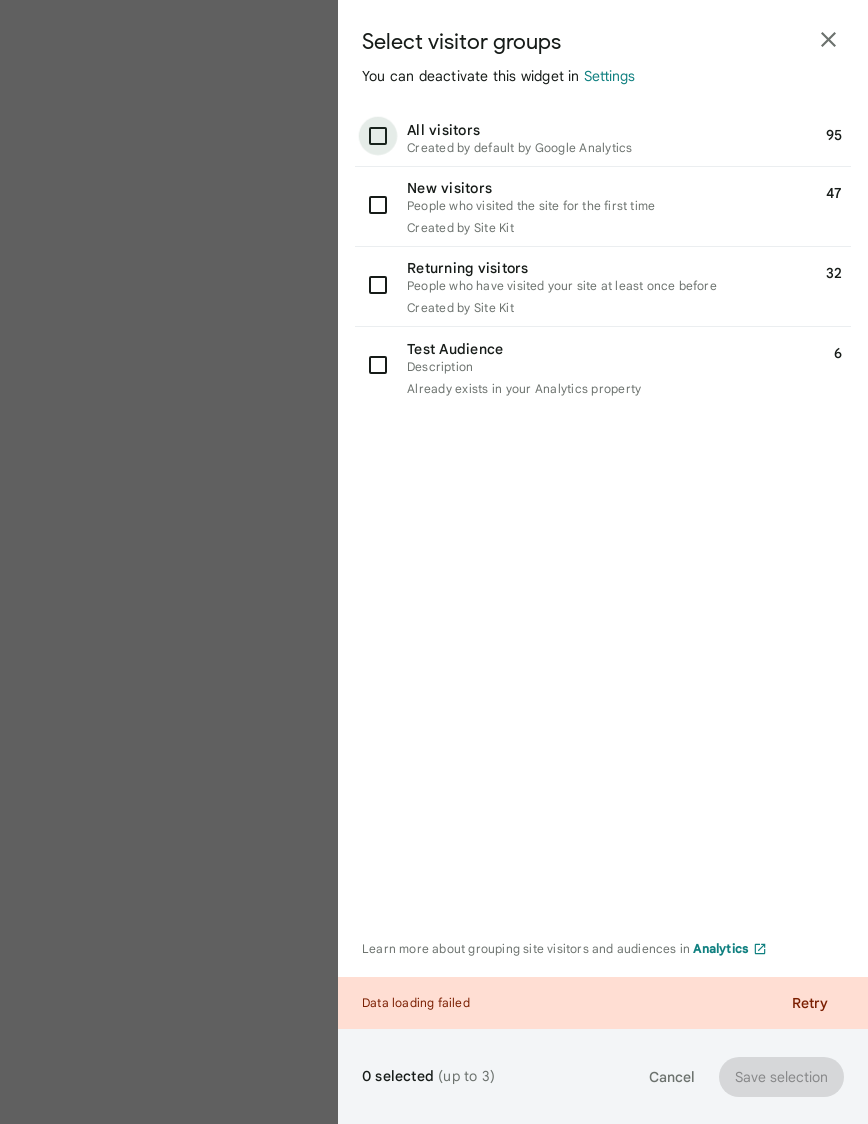 Select visitor groups
You can deactivate this widget in Settings
All visitors 95
Created by default by Google Analytics
New visitors 47
People who visited the site for the first time
Created by Site Kit
Returning visitors 32
People who have visited your site at least once before
Created by Site Kit
Test Audience 6
Description
Already exists in your Analytics property
Learn more about grouping site visitors and audiences in Analytics
Data loading failed Retry
0 selected (up to 3) Cancel Save selection